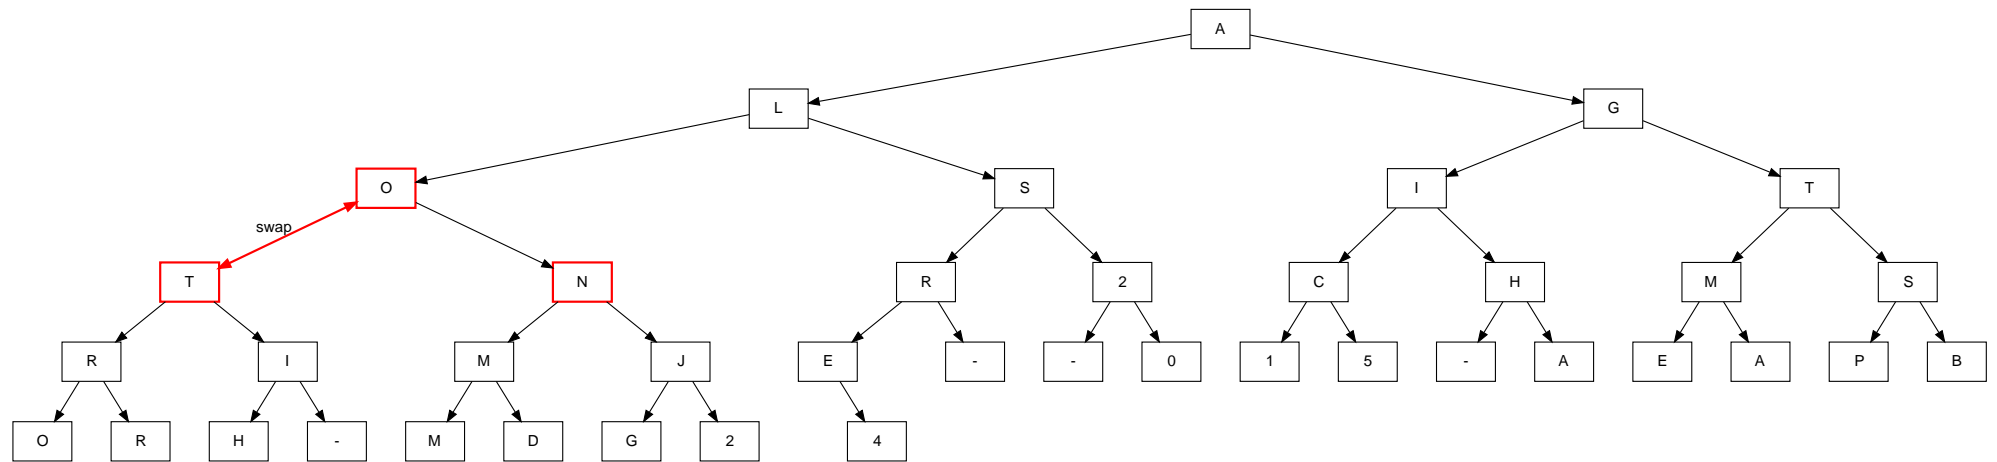 A
L G
O S I T
swap
T N R 2 C H M S
R I M J E - - 0 1 5 - A E A P B
O R H - M D G 2 4